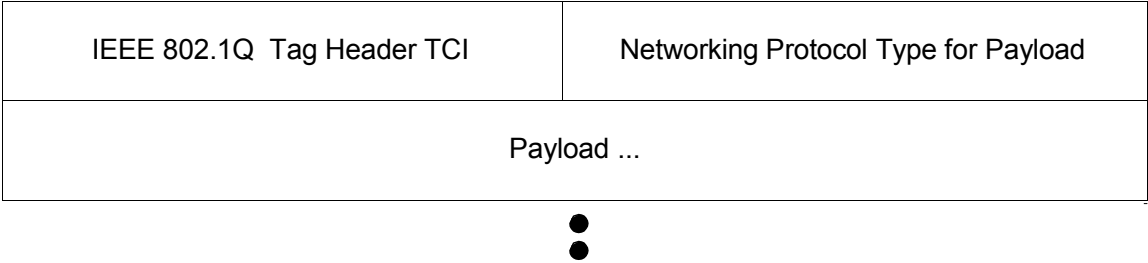 IEEE 802.1Q Tag Header TCI
Networking Protocol Type for Payload
Payload ...